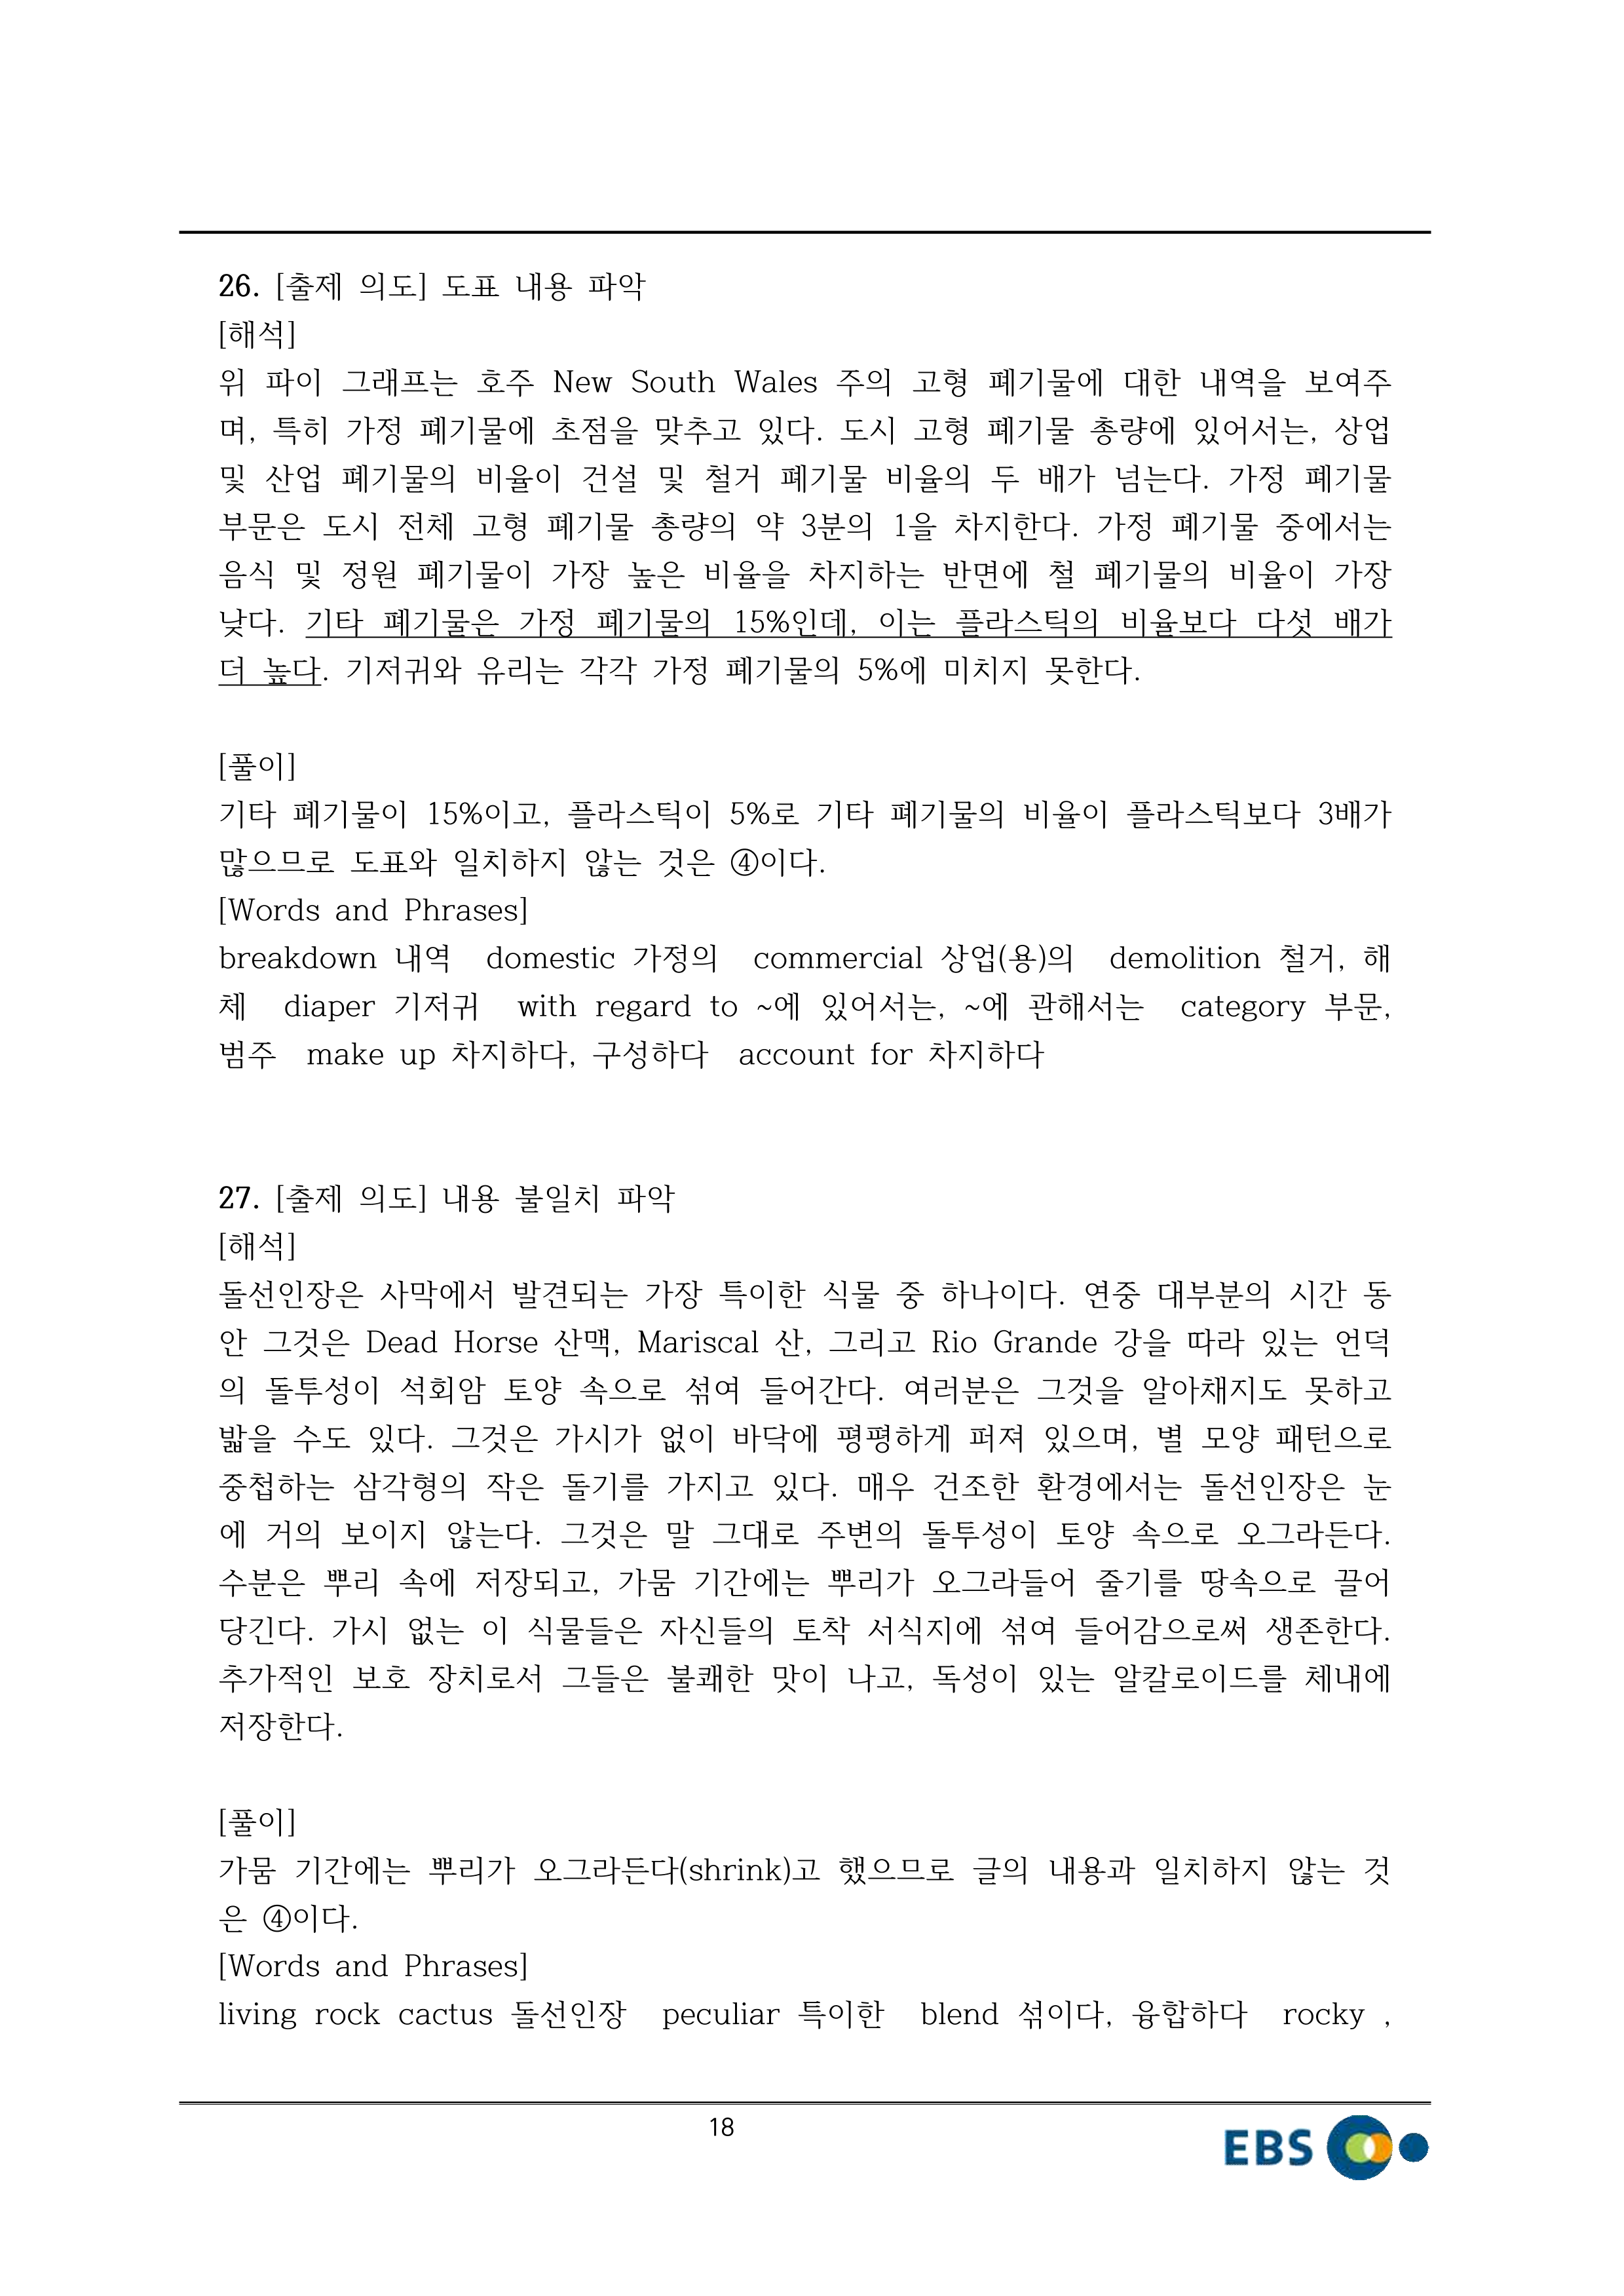 26. [출제 의도] 도표 내용 파악
[해석]
위 파이 그래프는 호주 New South Wales 주의 고형 폐기물에 대한 내역을 보여주
며, 특히 가정 폐기물에 초점을 맞추고 있다. 도시 고형 폐기물 총량에 있어서는, 상업
및 산업 폐기물의 비율이 건설 및 철거 폐기물 비율의 두 배가 넘는다. 가정 폐기물
부문은 도시 전체 고형 폐기물 총량의 약 3분의 1을 차지한다. 가정 폐기물 중에서는
음식 및 정원 폐기물이 가장 높은 비율을 차지하는 반면에 철 폐기물의 비율이 가장
낮다. 기타 폐기물은 가정 폐기물의 15%인데, 이는 플라스틱의 비율보다 다섯 배가
더 높다. 기저귀와 유리는 각각 가정 폐기물의 5%에 미치지 못한다.
[풀이]
기타 폐기물이 15%이고, 플라스틱이 5%로 기타 폐기물의 비율이 플라스틱보다 3배가
많으므로 도표와 일치하지 않는 것은 ④이다.
[Words and Phrases]
breakdown 내역 domestic 가정의 commercial 상업(용)의 demolition 철거, 해
체 diaper 기저귀 with regard to ~에 있어서는, ~에 관해서는 category 부문,
범주 make up 차지하다, 구성하다 account for 차지하다
27. [출제 의도] 내용 불일치 파악
[해석]
돌선인장은 사막에서 발견되는 가장 특이한 식물 중 하나이다. 연중 대부분의 시간 동
안 그것은 Dead Horse 산맥, Mariscal 산, 그리고 Rio Grande 강을 따라 있는 언덕
의 돌투성이 석회암 토양 속으로 섞여 들어간다. 여러분은 그것을 알아채지도 못하고
밟을 수도 있다. 그것은 가시가 없이 바닥에 평평하게 퍼져 있으며, 별 모양 패턴으로
중첩하는 삼각형의 작은 돌기를 가지고 있다. 매우 건조한 환경에서는 돌선인장은 눈
에 거의 보이지 않는다. 그것은 말 그대로 주변의 돌투성이 토양 속으로 오그라든다.
수분은 뿌리 속에 저장되고, 가뭄 기간에는 뿌리가 오그라들어 줄기를 땅속으로 끌어
당긴다. 가시 없는 이 식물들은 자신들의 토착 서식지에 섞여 들어감으로써 생존한다.
추가적인 보호 장치로서 그들은 불쾌한 맛이 나고, 독성이 있는 알칼로이드를 체내에
저장한다.
[풀이]
가뭄 기간에는 뿌리가 오그라든다(shrink)고 했으므로 글의 내용과 일치하지 않는 것
은 ④이다.
[Words and Phrases]
living rock cactus 돌선인장 peculiar 특이한 blend 섞이다, 융합하다 rocky ,
18
EBS